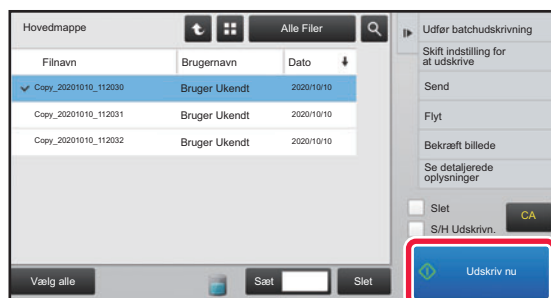 Hovedmappe
Alle Filer
Filnavn
Brugernavn
Dato
Copy_20201010_112030
Bruger Ukendt
2020/10/10
Copy_20201010_112031
Bruger Ukendt
2020/10/10
Copy_20201010_112032
Bruger Ukendt
2020/10/10
Vælg alle
Sæt
Slet
Udfør batchudskrivning
Skift indstilling for
at udskrive
Send
Flyt
Bekræft billede
Se detaljerede
oplysninger
Slet
S/H Udskrivn.
CA
Udskriv nu